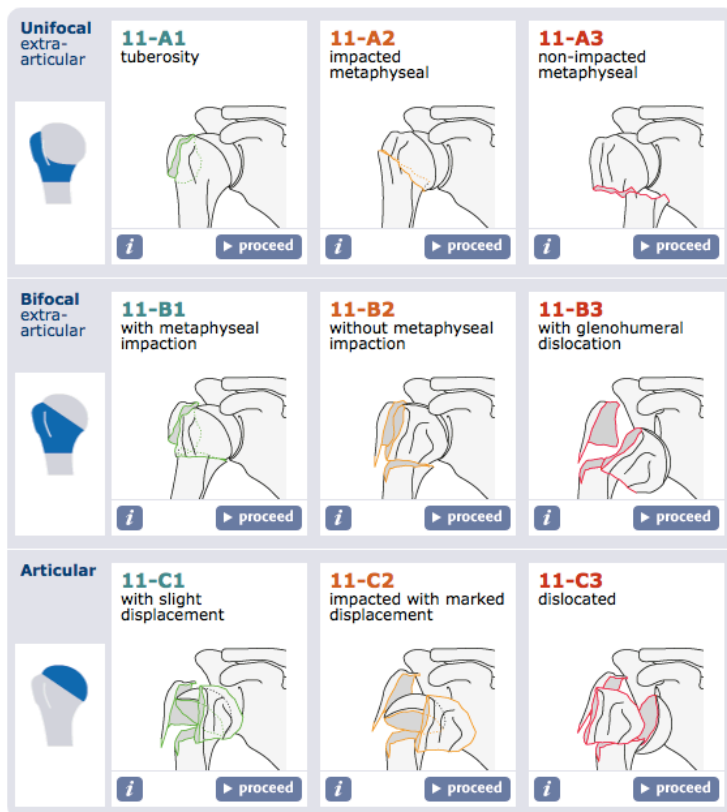 Unifocal
extra-
articular
11-A1
tuberosity
11-A2
impacted
metaphyseal
11-A3
non-impacted
metaphyseal
i
proceed
i
proceed
i
proceed
Bifocal
extra-
articular
11-B1
with metaphyseal
impaction
11-B2
without metaphyseal
impaction
11-B3
with glenohumeral
dislocation
i
proceed
i
proceed
i
proceed
Articular
11-C1
with slight
displacement
11-C2
impacted with marked
displacement
11-C3
dislocated
i
proceed
i
proceed
i
proceed